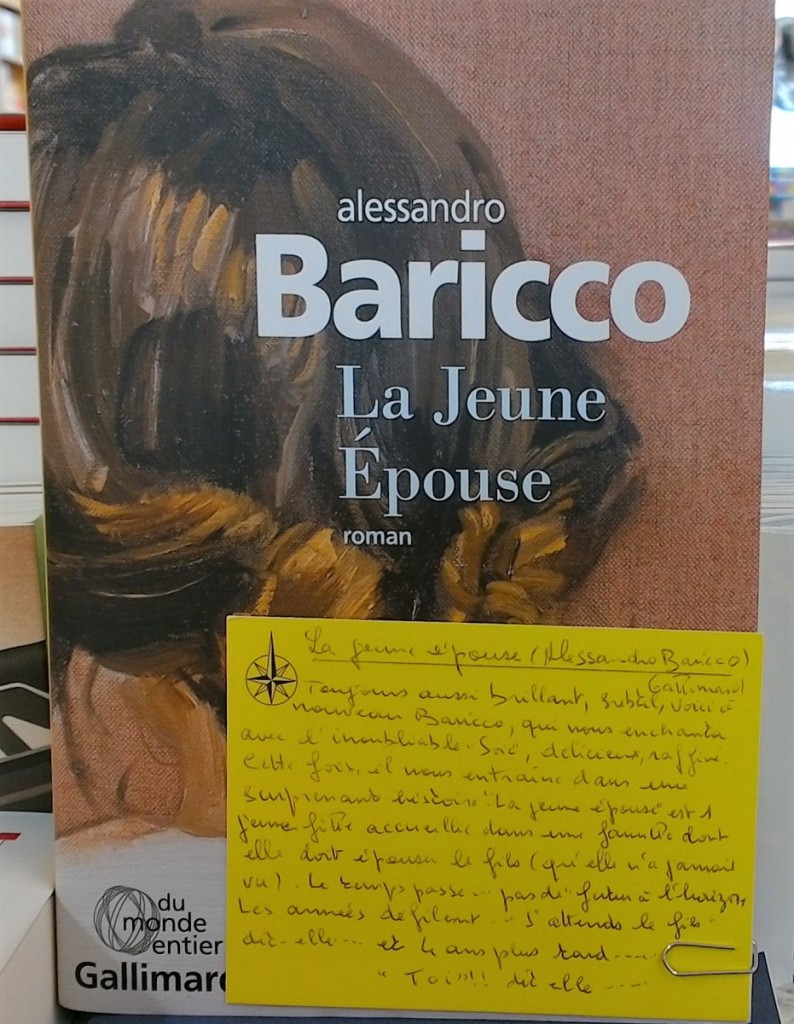 alessandro
Baricco
La Jeune
Épouse
roman
du
monde
entier
Gallimard
La jeune épouse (Alessandro Baricco)
Gallimard
Toujours aussi brillant, subtil, voici à
nouveau Baricco, qui nous enchanta
avec l'inoubliable "Soie", délicieux, raffiné.
Cette fois, il nous entraîne dans une
surprenante histoire "La jeune épouse" est 1
jeune fille accueillie dans une famille dont
elle doit épouser le fils (qu'elle n'a jamais
vu). Le temps passe... pas de "futur à l'horizon
Les années défilent.. "J'attends le fils"
dit-elle.... et 4 ans plus tard.....
"Toi"!! dit elle ....